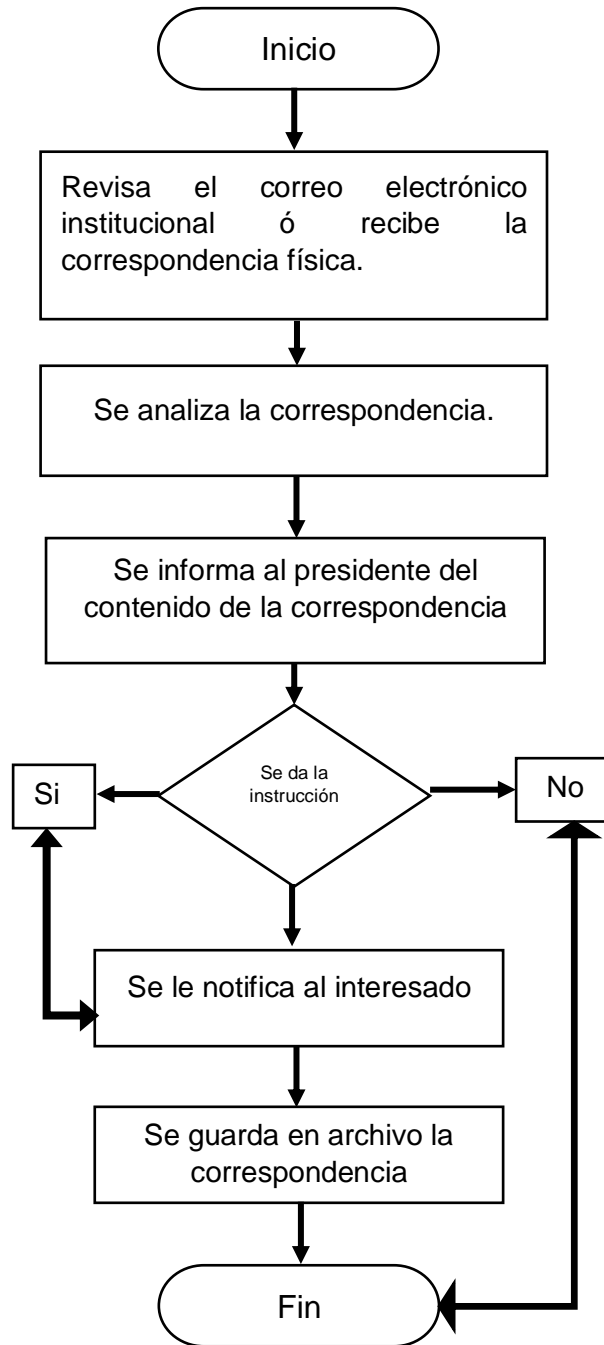 Inicio
Revisa el correo electrónico
institucional ó recibe la
correspondencia física.
Se analiza la correspondencia.
Se informa al presidente del
contenido de la correspondencia
Se da la
instrucción
Si
No
Se le notifica al interesado
Se guarda en archivo la
correspondencia
Fin